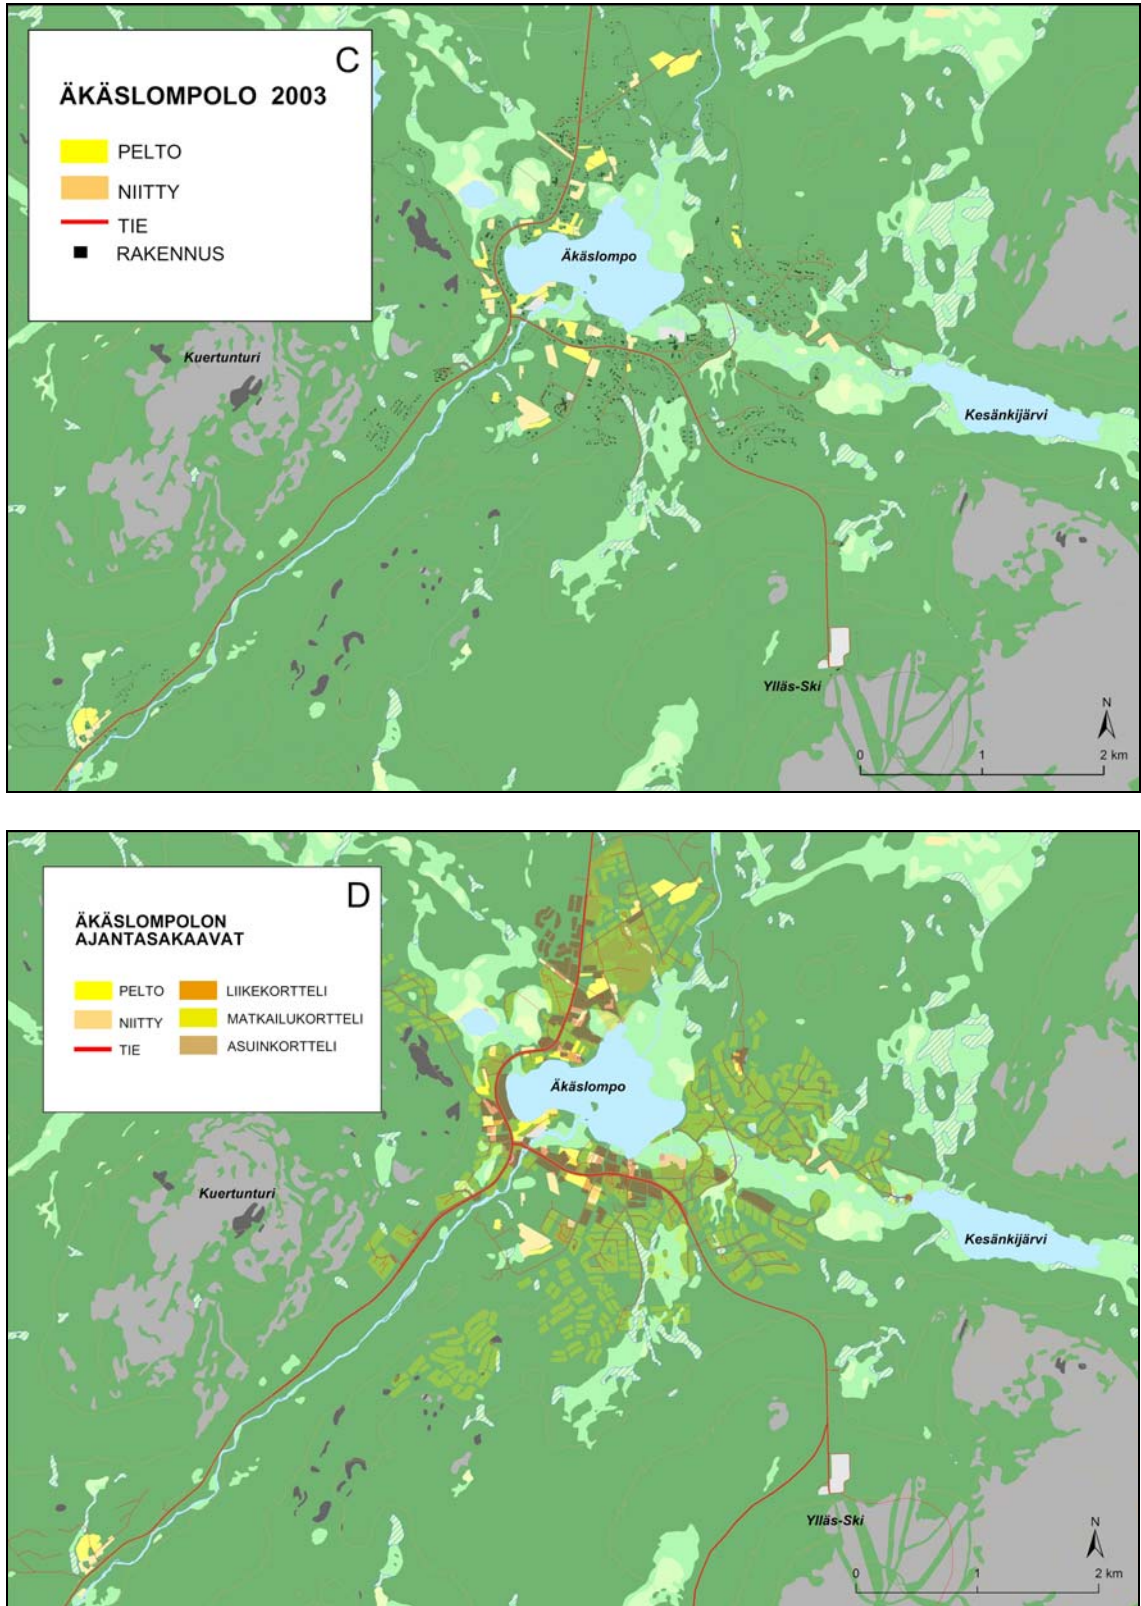 C
ÄKÄSLOMPOLO 2003
PELTO
NIITTY
TIE
RAKENNUS
Äkäslompo
Kuertunturi
Kesänkijärvi
Ylläs-Ski
N
0 1 2 km
D
ÄKÄSLOMPOLON
AJANTASAKAAVAT
PELTO LIIKEKORTTELI
NIITTY MATKAILUKORTTELI
TIE ASUINKORTTELI
Äkäslompo
Kuertunturi
Kesänkijärvi
Ylläs-Ski
N
0 1 2 km